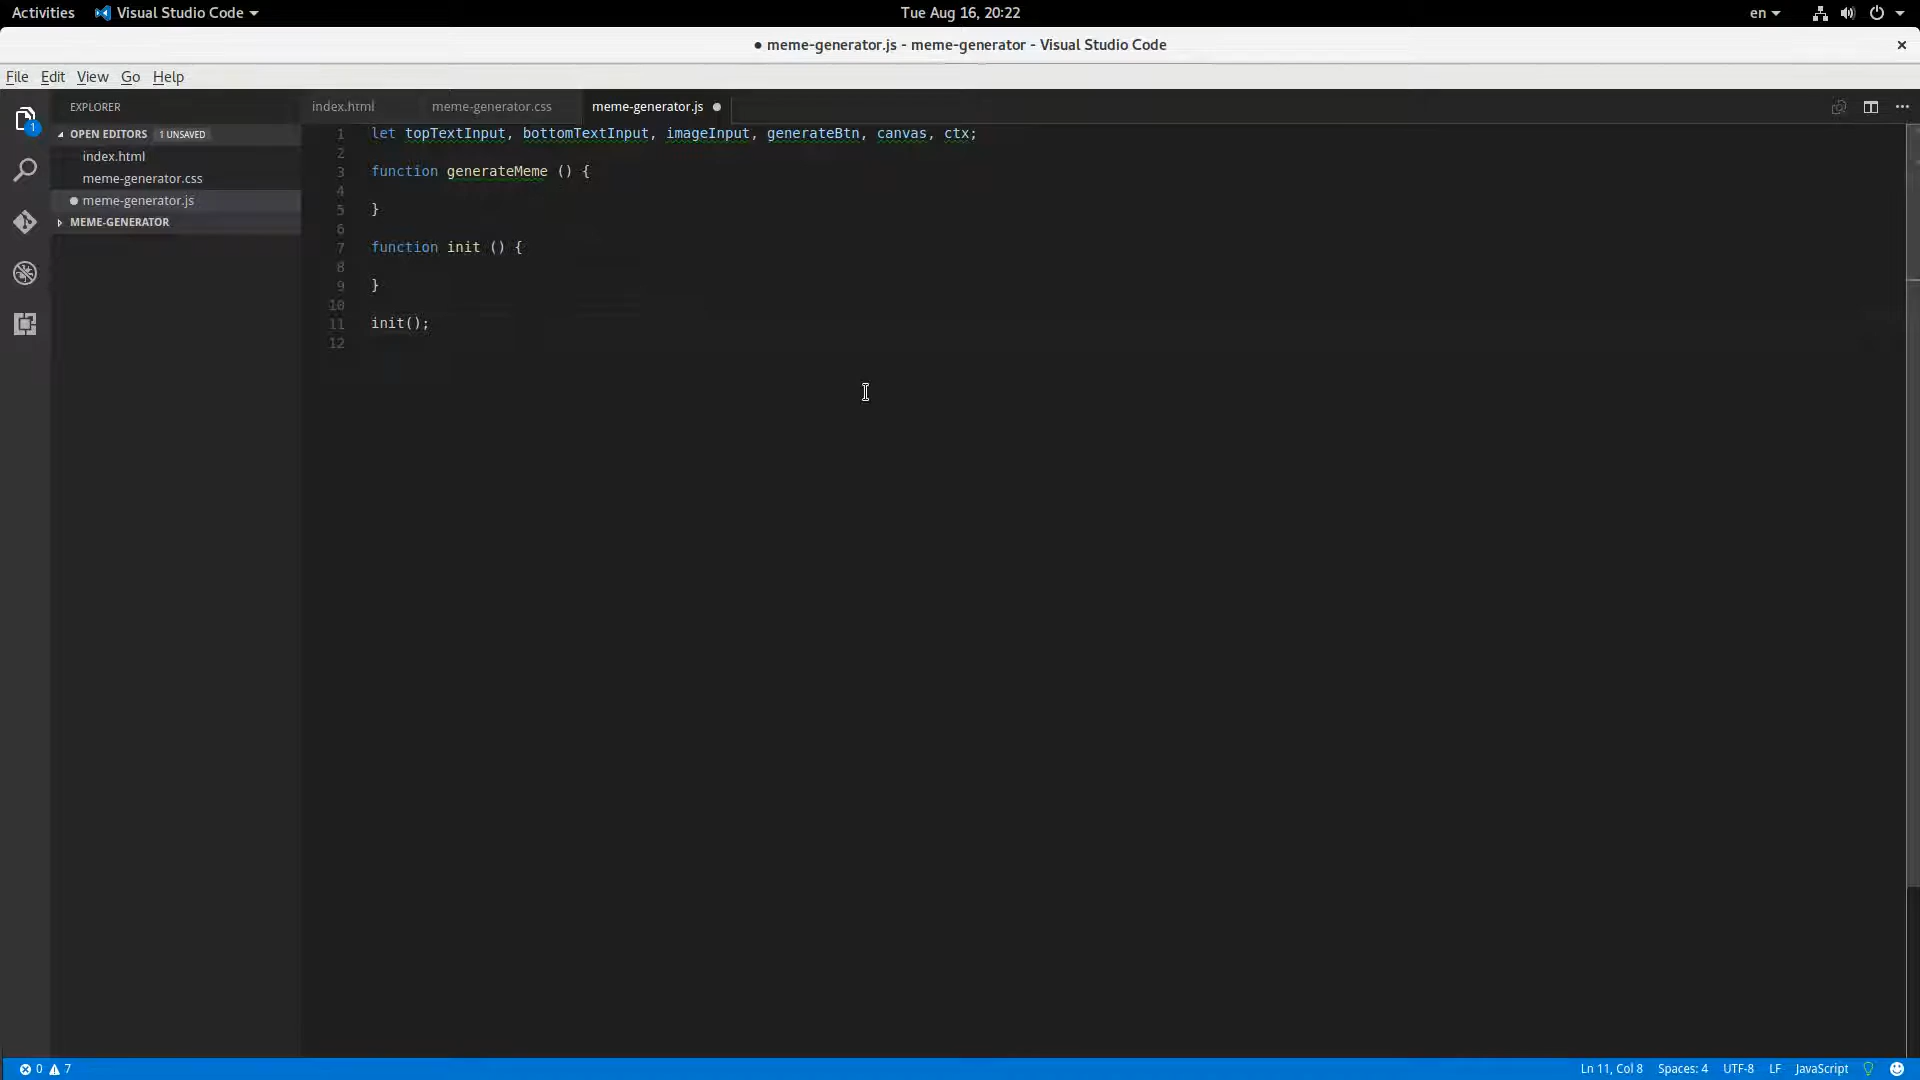 Activities Visual Studio Code Tue Aug 16, 20:22 en
● meme-generator.js - meme-generator - Visual Studio Code ×
File Edit View Go Help
EXPLORER
OPEN EDITORS 1 UNSAVED
index.html
meme-generator.css
meme-generator.js
MEME-GENERATOR
1
index.html meme-generator.css meme-generator.js
1 let topTextInput, bottomTextInput, imageInput, generateBtn, canvas, ctx;
2
3 function generateMeme () {
4
5 }
6
7 function init () {
8
9 }
10
11 init();
12
0 7 Ln 11, Col 8 Spaces: 4 UTF-8 LF JavaScript